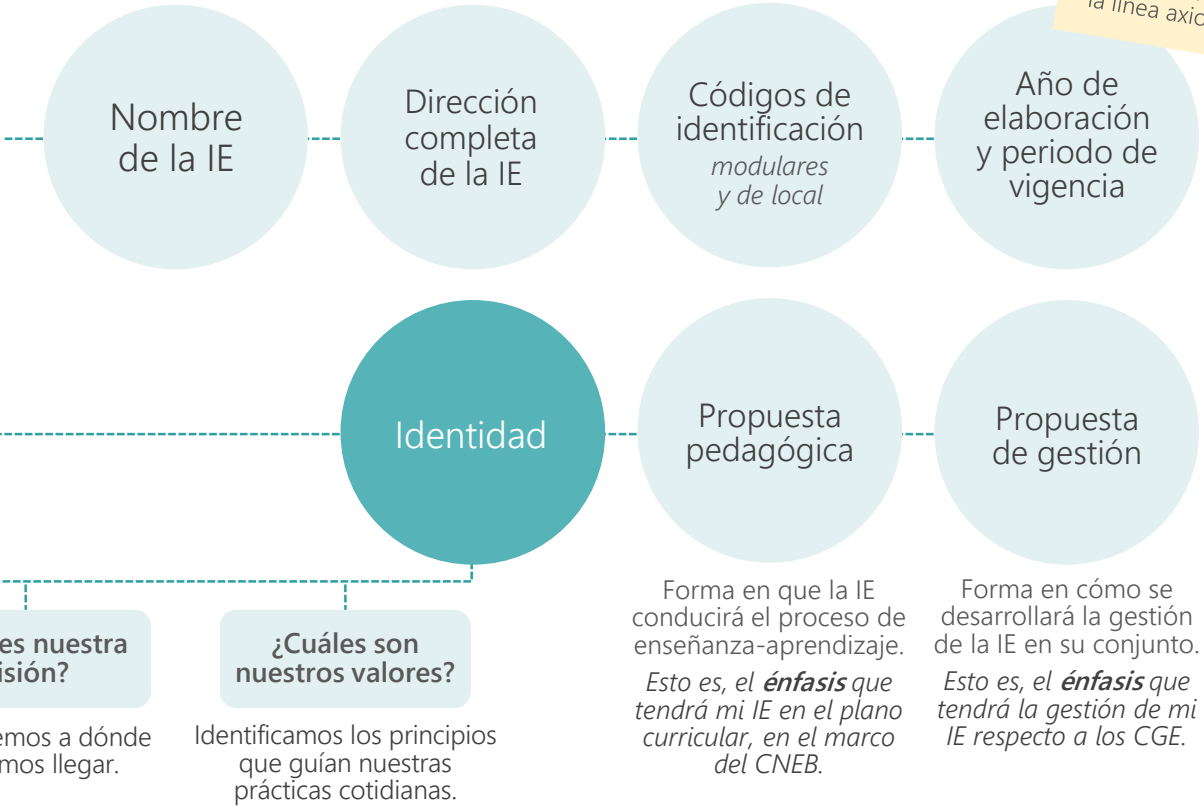 la línea
Nombre
de la IE
Dirección
completa
de la IE
Códigos de
identificación
modulares
y de local
Año de
elaboración
y periodo de
vigencia
Identidad
Propuesta
pedagógica
Propuesta
de gestión
es nuestra
¿Cuáles son
nuestros valores?
a dónde
llegar.
Identificamos los principios
que guían nuestras
prácticas cotidianas.
Forma en que la IE
conducirá el proceso de
enseñanza-aprendizaje.
Esto es, el énfasis que
tendrá mi IE en el plano
curricular, en el marco
del CNEB.
Forma en cómo se
desarrollará la gestión
de la IE en su conjunto.
Esto es, el énfasis que
tendrá la gestión de mi
IE respecto a los CGE.